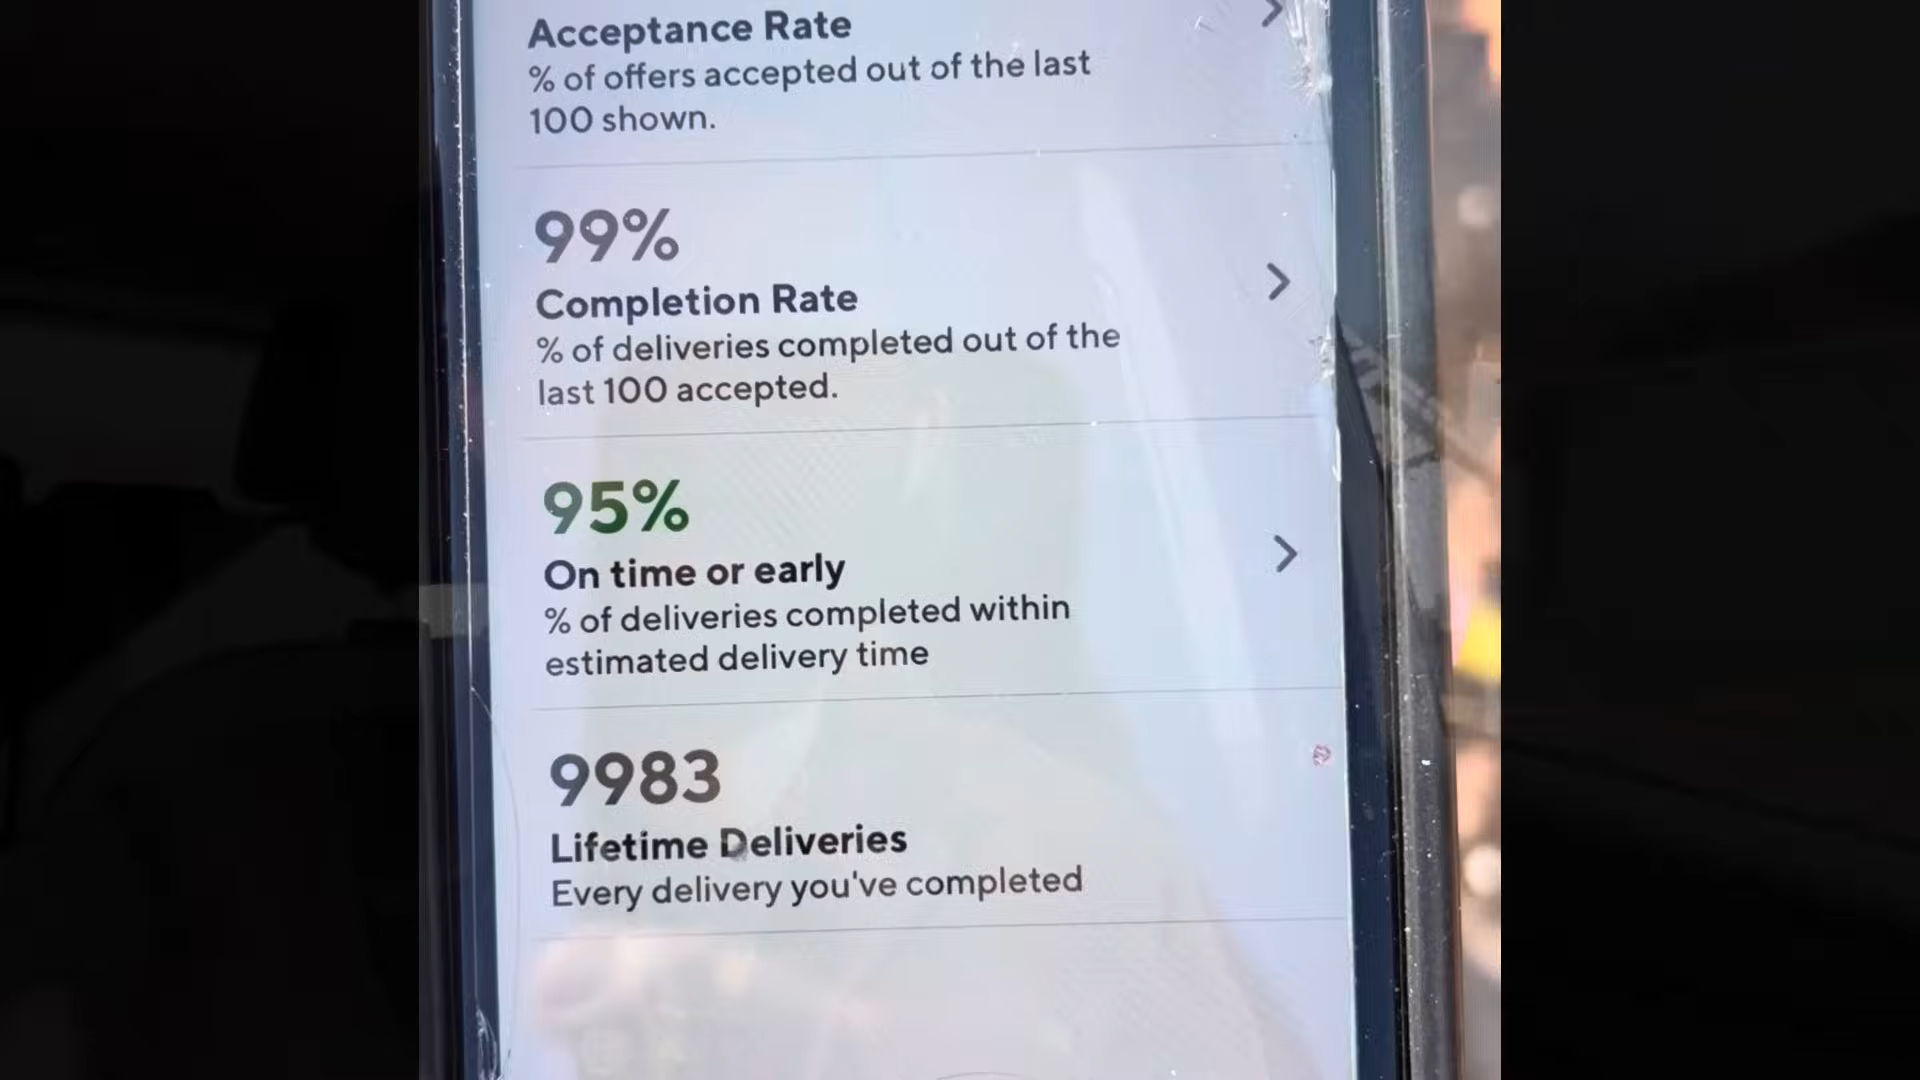 Acceptance Rate
% of offers accepted out of the last
100 shown.
99%
Completion Rate
% of deliveries completed out of the
last 100 accepted.
95%
On time or early
% of deliveries completed within
estimated delivery time
9983
Lifetime Deliveries
Every delivery you've completed